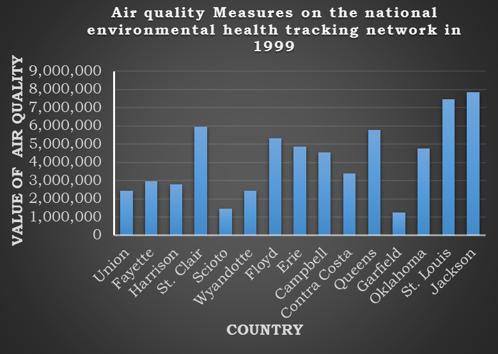 Air quality Measures on the national
environmental health tracking network in
1999
VALUE OF AIR QUALITY
9,000,000
8,000,000
7,000,000
6,000,000
5,000,000
4,000,000
3,000,000
2,000,000
1,000,000
0
Union
Fayette
Harrison
St. Clair
Scioto
Wyandotte
Floyd
Erie
Campbell
Contra Costa
Queens
Garfield
Oklahoma
St. Louis
Jackson
COUNTRY